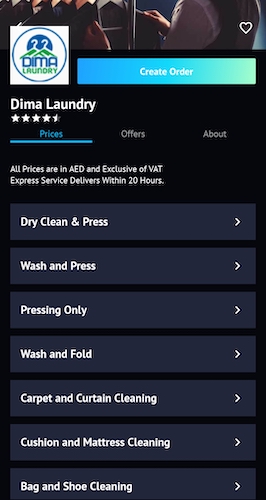 DIMA
LAUNDRY
Create Order
Dima Laundry
Prices
Offers
About
All Prices are in AED and Exclusive of VAT
Express Service Delivers Within 20 Hours.
Dry Clean & Press
Wash and Press
Pressing Only
Wash and Fold
Carpet and Curtain Cleaning
Cushion and Mattress Cleaning
Bag and Shoe Cleaning